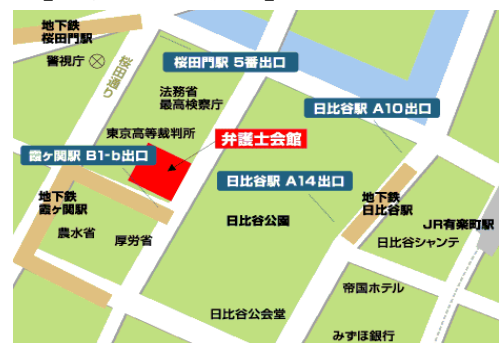 地下鉄
桜田門駅
警視庁
桜田通り
桜田門駅 5番出口
法務省
最高検察庁
日比谷駅 A10出口
東京高等裁判所
弁護士会館
霞ヶ関駅 B1-b出口
日比谷駅 A14出口
地下鉄
霞ヶ関駅
地下鉄
日比谷駅
農水省
厚労省
日比谷公園
JR有楽町駅
日比谷シャンテ
帝国ホテル
日比谷公会堂
みずほ銀行